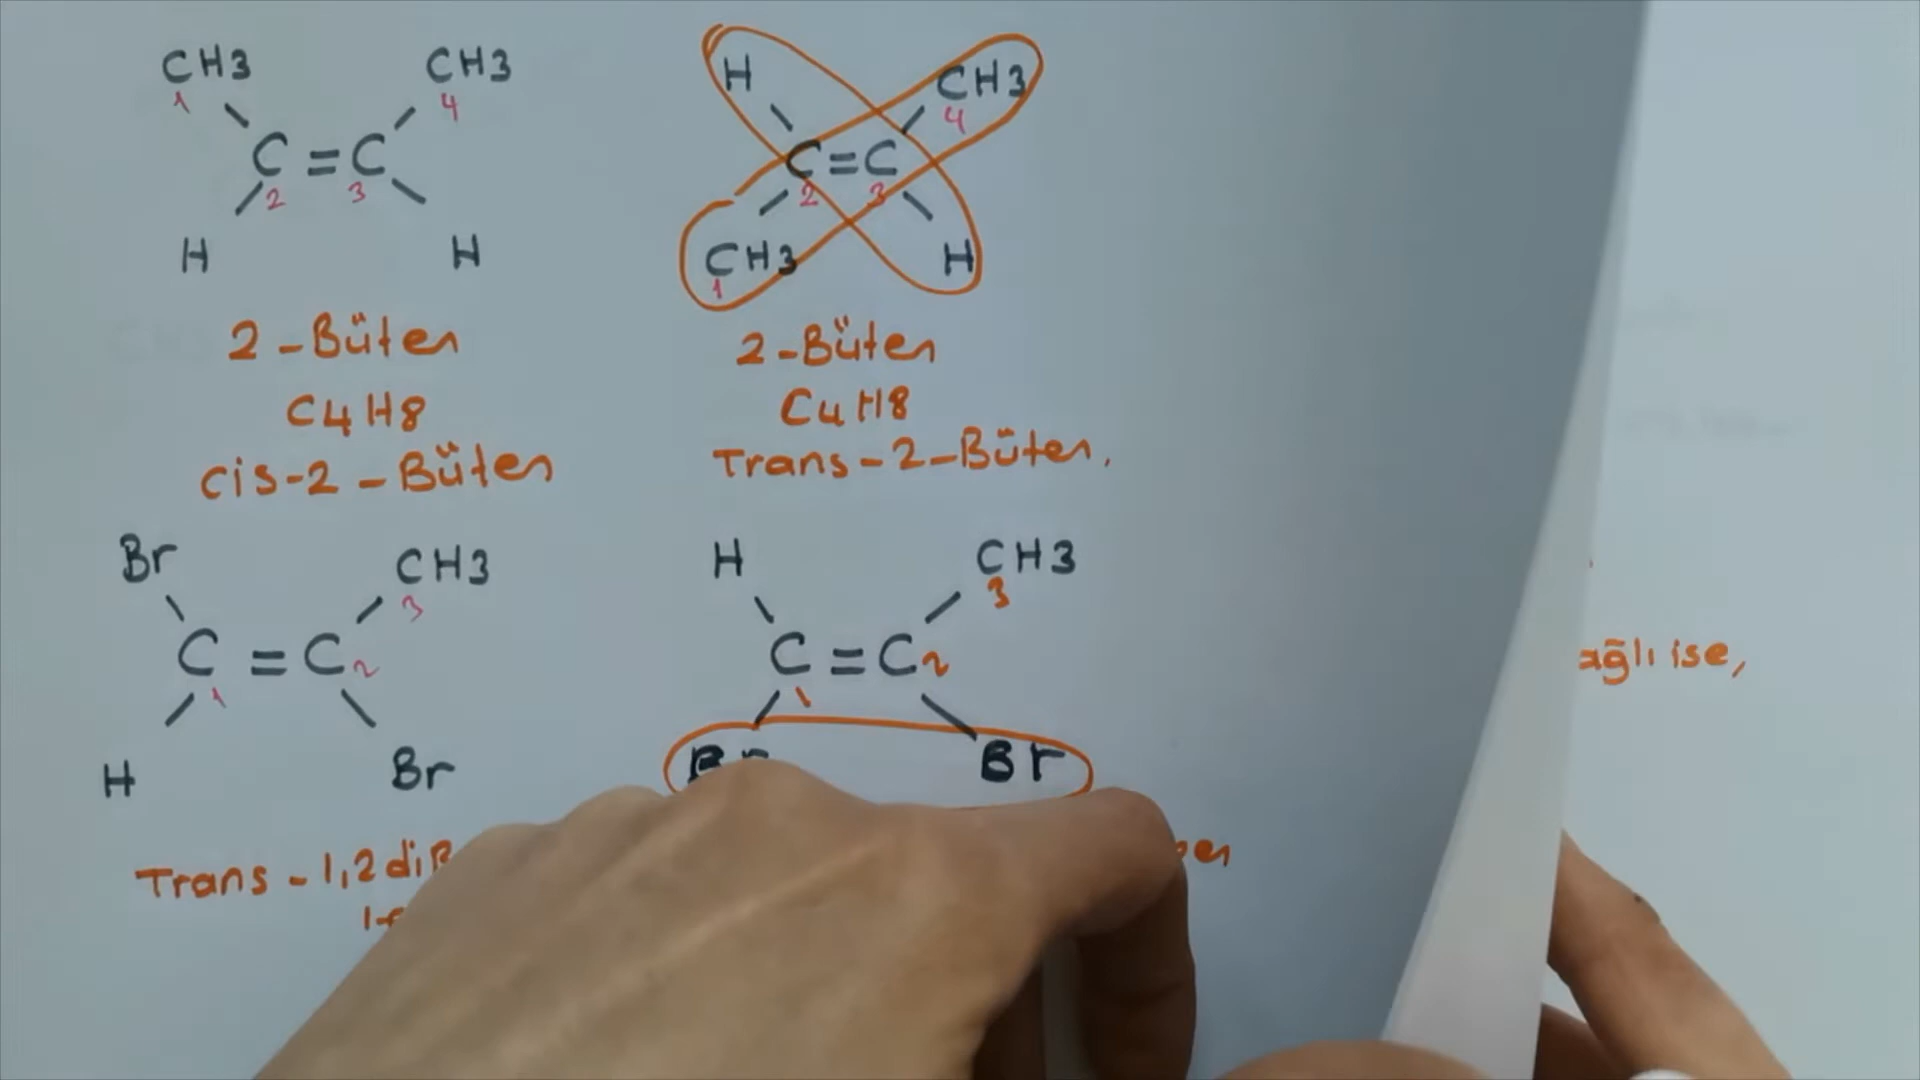 CH3 CH3
1 4
C = C
2 3
H H
2-Büten
C4H8
cis-2-Büten
H CH3
4
C=C
2 3
CH3 H
1
2-Büten
C4H8
Trans-2-Büten.
Br CH3
3
C = C
1 2
H Br
Trans-1,2 di
H CH3
3
C = C
1 2
Br Br
ağlı ise,